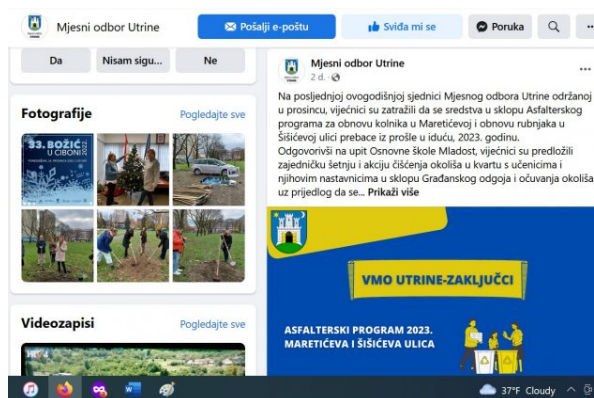 Mjesni odbor Utrine
Pošalji e-poštu
Sviđa mi se
Poruka
Da
Nisam sigu...
Ne
Fotografije
Pogledajte sve
33. BOŽIĆ
U CIBONI
2022.
Videozapisi
Pogledajte sve
Mjesni odbor Utrine
2 d. ·
Na posljednjoj ovogodišnjoj sjednici Mjesnog odbora Utrine održanoj
u prosincu, vijećnici su zatražili da se sredstva u sklopu Asfalterskog
programa za obnovu kolnika u Maretićevoj i obnovu rubnjaka u
Šišićevoj ulici prebace iz prošle u iduću, 2023. godinu.
Odgovorivši na upit Osnovne škole Mladost, vijećnici su predložili
zajedničku šetnju i akciju čišćenja okoliša u kvartu s učenicima i
njihovim nastavnicima u sklopu Građanskog odgoja i očuvanja okoliša
uz prijedlog da se... Prikaži više
VMO UTRINE-ZAKLJUČCI
ASFALTERSKI PROGRAM 2023.
MARETIĆEVA I ŠIŠIĆEVA ULICA
37°F Cloudy